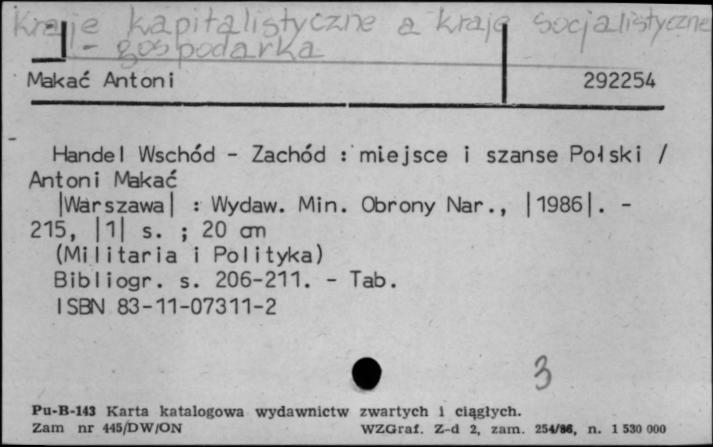 Kraje kapitalistyczne a kraje socjalistyczne
- gospodarka
Makać Antoni 292254
Handel Wschód - Zachód : miejsce i szanse Polski /
Antoni Makać
|Warszawa| : Wydaw. Min. Obrony Nar., |1986|. -
215, |1| s. ; 20 cm
(Militaria i Polityka)
Bibliogr. s. 206-211. - Tab.
ISBN 83-11-07311-2
3
Pu-B-143 Karta katalogowa wydawnictw zwartych i ciągłych.
Zam nr 445/DW/ON WZGraf. Z-d 2, zam. 254/86, n. 1 530 000